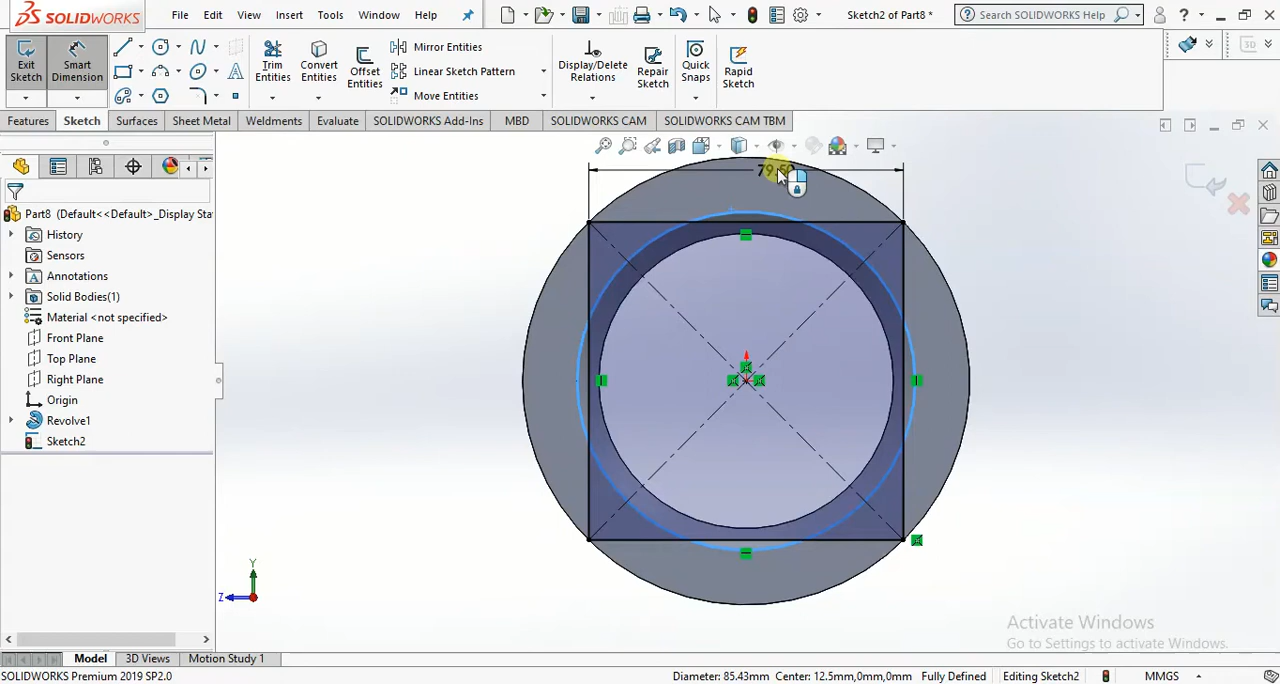 SOLIDWORKS
File Edit View Insert Tools Window Help
Sketch2 of Part8 *
Search SOLIDWORKS Help
?
Exit Sketch
Smart Dimension
Trim Entities
Convert Entities
Offset Entities
Mirror Entities
Linear Sketch Pattern
Move Entities
Display/Delete Relations
Repair Sketch
Quick Snaps
Rapid Sketch
3D
Features Sketch Surfaces Sheet Metal Weldments Evaluate SOLIDWORKS Add-Ins MBD SOLIDWORKS CAM SOLIDWORKS CAM TBM
Part8 (Default<<Default>_Display Sta
History
Sensors
Annotations
Solid Bodies(1)
Material <not specified>
Front Plane
Top Plane
Right Plane
Origin
Revolve1
Sketch2
Y
Z
Activate Windows
Go to Settings to activate Windows.
Model 3D Views Motion Study 1
SOLIDWORKS Premium 2019 SP2.0
Diameter: 85.43mm Center: 12.5mm,0mm,0mm Fully Defined Editing Sketch2 MMGS